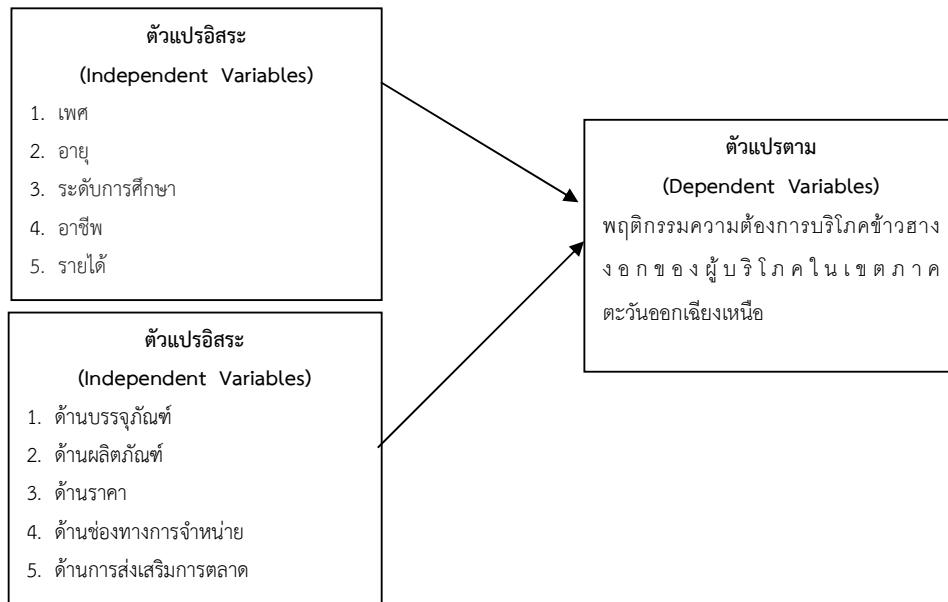 ตัวแปรอิสระ
(Independent Variables)
1. เพศ
2. อายุ
3. ระดับการศึกษา
4. อาชีพ
5. รายได้
ตัวแปรอิสระ
(Independent Variables)
1. ด้านบรรจุภัณฑ์
2. ด้านผลิตภัณฑ์
3. ด้านราคา
4. ด้านช่องทางการจำหน่าย
5. ด้านการส่งเสริมการตลาด
ตัวแปรตาม
(Dependent Variables)
พฤติกรรมความต้องการบริโภคข้าวฮาง
งอกของผู้บริโภคในเขตภาค
ตะวันออกเฉียงเหนือ